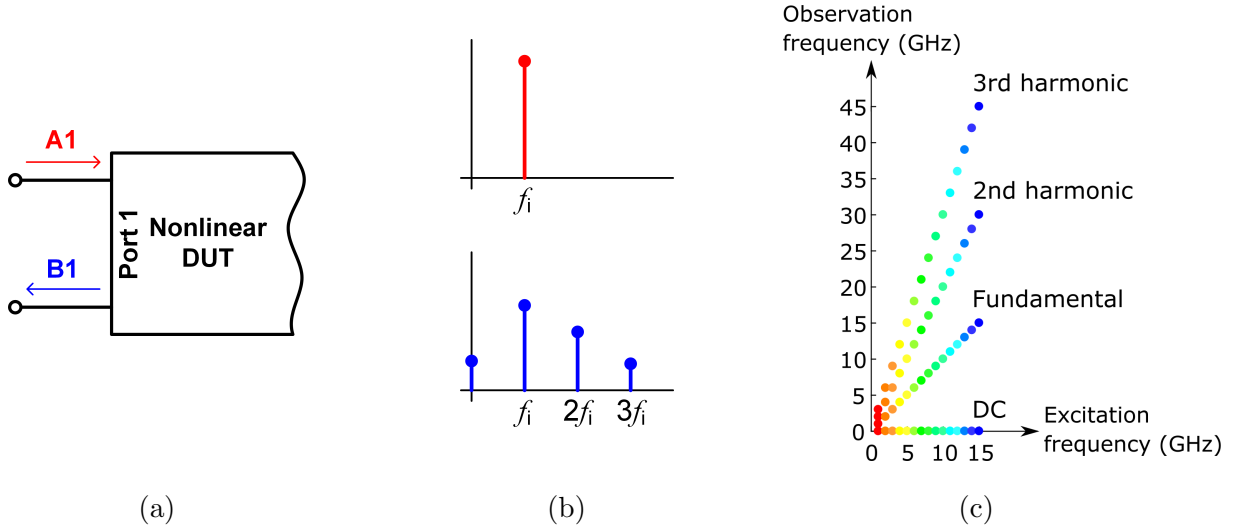 A1
B1
Port 1
Nonlinear
DUT
(a)
fi
fi 2fi 3fi
(b)
Observation
frequency (GHz)
45
40
35
30
25
20
15
10
5
0
0 5 10 15
3rd harmonic
2nd harmonic
Fundamental
DC
Excitation
frequency (GHz)
(c)